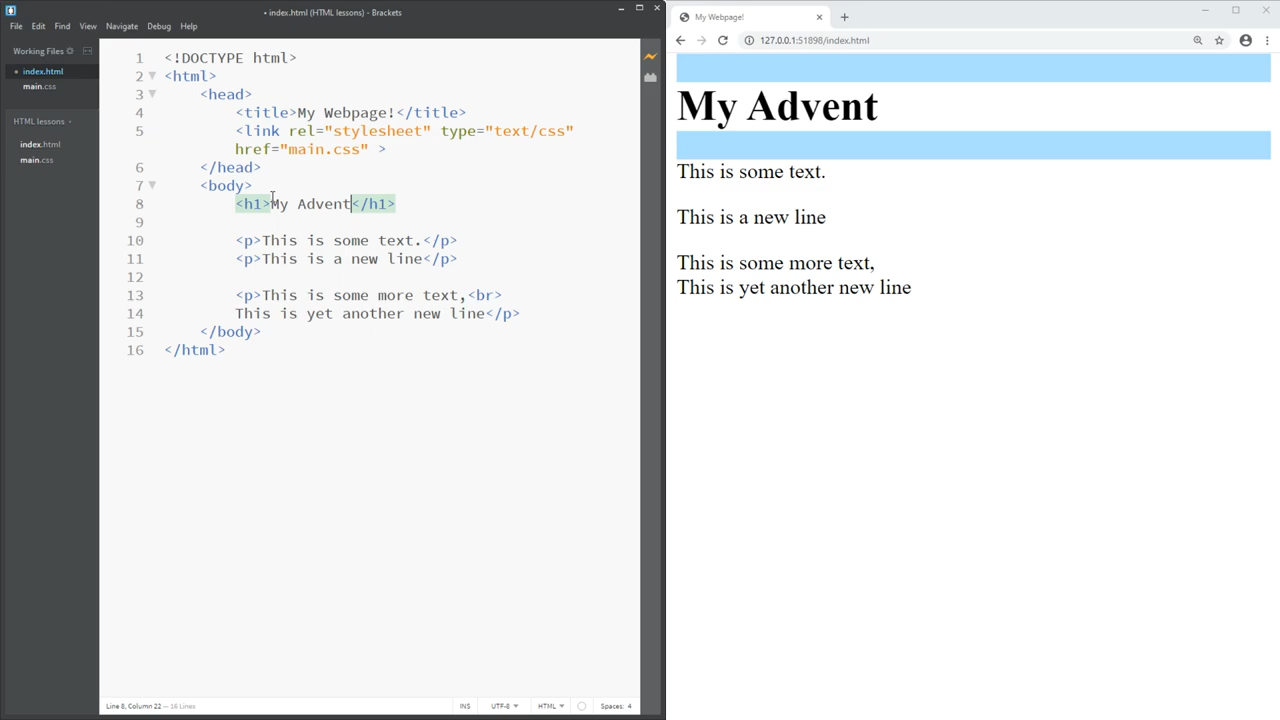 • index.html (HTML lessons) - Brackets
File Edit Find View Navigate Debug Help
Working Files
• index.html
main.css
HTML lessons
index.html
main.css
1 <!DOCTYPE html>
2 <html>
3 <head>
4 <title>My Webpage!</title>
5 <link rel="stylesheet" type="text/css"
href="main.css" >
6 </head>
7 <body>
8 <h1>My Advent</h1>
9
10 <p>This is some text.</p>
11 <p>This is a new line</p>
12
13 <p>This is some more text,<br>
14 This is yet another new line</p>
15 </body>
16 </html>
Line 8, Column 22 — 16 Lines
INS UTF-8 HTML Spaces: 4
My Webpage!
127.0.0.1:51898/index.html
My Advent
This is some text.
This is a new line
This is some more text,
This is yet another new line